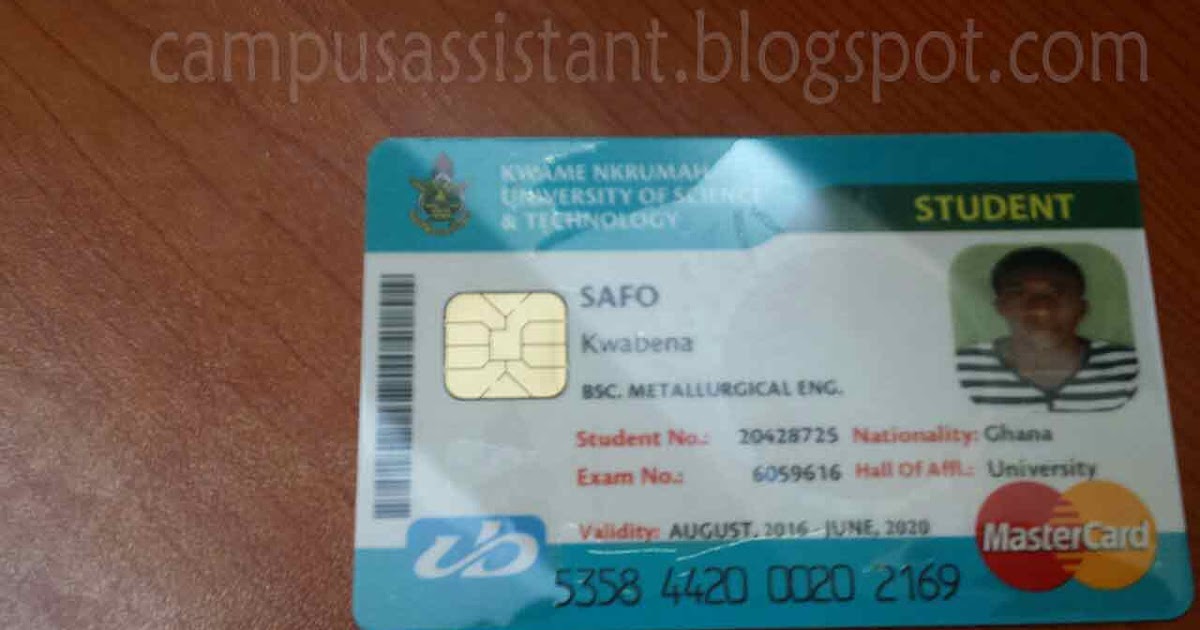 campusassistant.blogspot.com
KWAME NKRUMAH
UNIVERSITY OF SCIENCE
& TECHNOLOGY
STUDENT
SAFO
Kwabena
BSC. METALLURGICAL ENG.
Student No.: 20428725 Nationality: Ghana
Exam No.: 6059616 Hall Of Affl.: University
Validity: AUGUST, 2016 - JUNE, 2020
MasterCard
ub
5358 4420 0020 2169